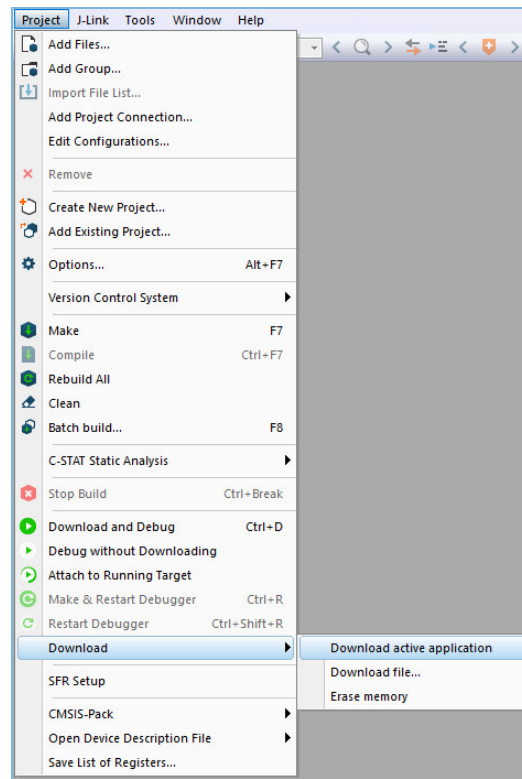 Project J-Link Tools Window Help
Add Files...
Add Group...
Import File List...
Add Project Connection...
Edit Configurations...
Remove
Create New Project...
Add Existing Project...
Options... Alt+F7
Version Control System
Make F7
Compile Ctrl+F7
Rebuild All
Clean
Batch build... F8
C-STAT Static Analysis
Stop Build Ctrl+Break
Download and Debug Ctrl+D
Debug without Downloading
Attach to Running Target
Make & Restart Debugger Ctrl+R
Restart Debugger Ctrl+Shift+R
Download Download active application
Download file...
SFR Setup Erase memory
CMSIS-Pack
Open Device Description File
Save List of Registers...